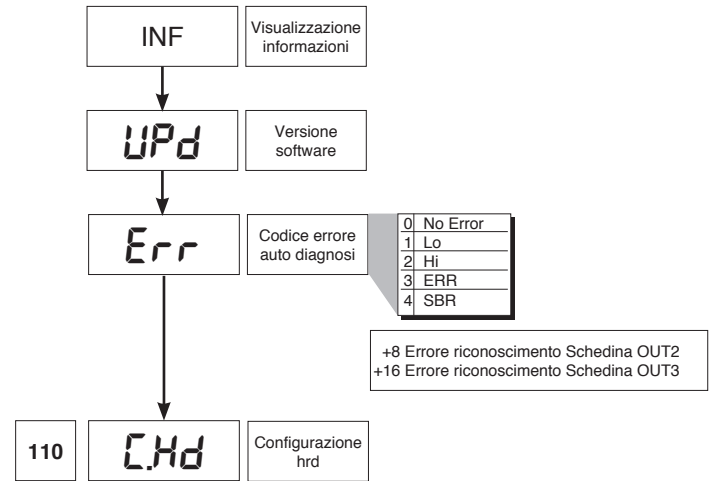 INF
Visualizzazione
informazioni
UPd
Versione
software
Err
Codice errore
auto diagnosi
0 No Error
1 Lo
2 Hi
3 ERR
4 SBR
+8 Errore riconoscimento Schedina OUT2
+16 Errore riconoscimento Schedina OUT3
110
C.Hd
Configurazione
hrd